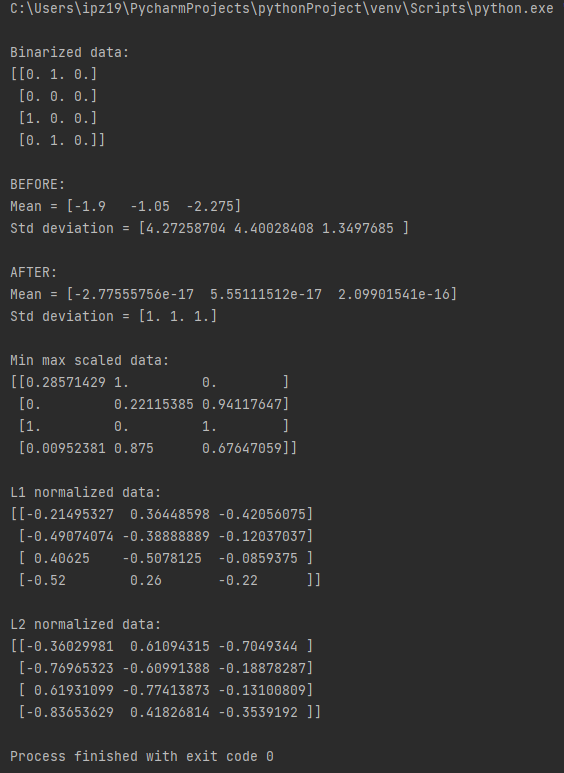 C:\Users\ipz19\PycharmProjects\pythonProject\venv\Scripts\python.exe
Binarized data:
[[0. 1. 0.]
 [0. 0. 0.]
 [1. 0. 0.]
 [0. 1. 0.]]
BEFORE:
Mean = [-1.9   -1.05  -2.275]
Std deviation = [4.27258704 4.40028408 1.3497685 ]
AFTER:
Mean = [-2.77555756e-17  5.55111512e-17  2.09901541e-16]
Std deviation = [1. 1. 1.]
Min max scaled data:
[[0.28571429 1.         0.        ]
 [0.         0.22115385 0.94117647]
 [1.         0.         1.        ]
 [0.00952381 0.875      0.67647059]]
L1 normalized data:
[[-0.21495327  0.36448598 -0.42056075]
 [-0.49074074 -0.38888889 -0.12037037]
 [ 0.40625    -0.5078125  -0.0859375 ]
 [-0.52        0.26       -0.22      ]]
L2 normalized data:
[[-0.36029981  0.61094315 -0.7049344 ]
 [-0.76965323 -0.60991388 -0.18878287]
 [ 0.61931099 -0.77413873 -0.13100809]
 [-0.83653629  0.41826814 -0.3539192 ]]
Process finished with exit code 0